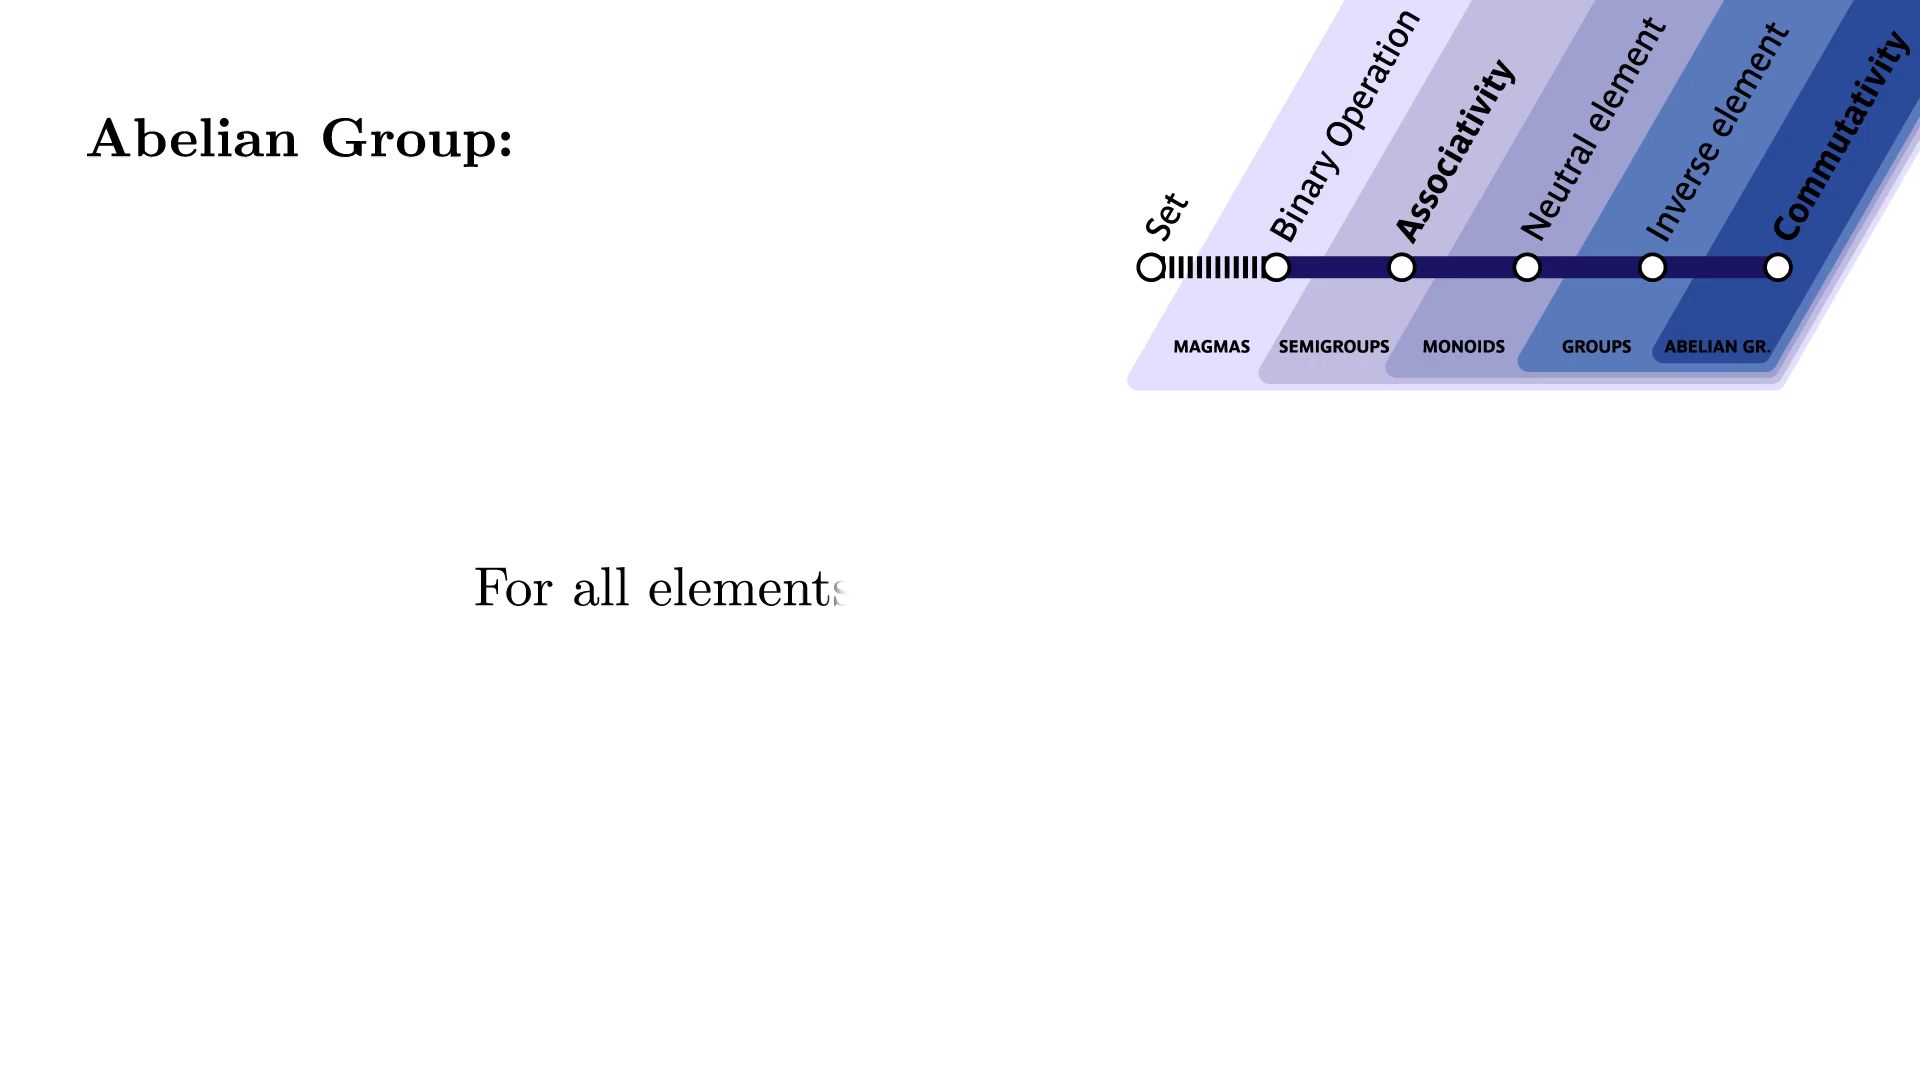 Abelian Group:
Set
Binary Operation
Associativity
Neutral element
Inverse element
Commutativity
MAGMAS
SEMIGROUPS
MONOIDS
GROUPS
ABELIAN GR.
For all elements